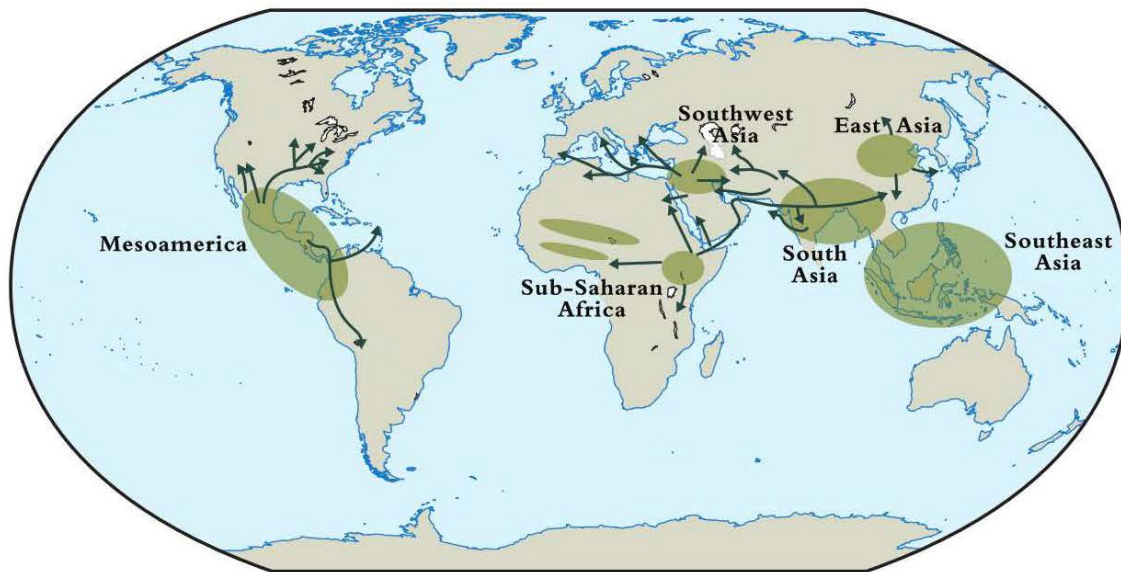 Southwest
Asia
East Asia
Mesoamerica
South
Asia
Southeast
Asia
Sub-Saharan
Africa